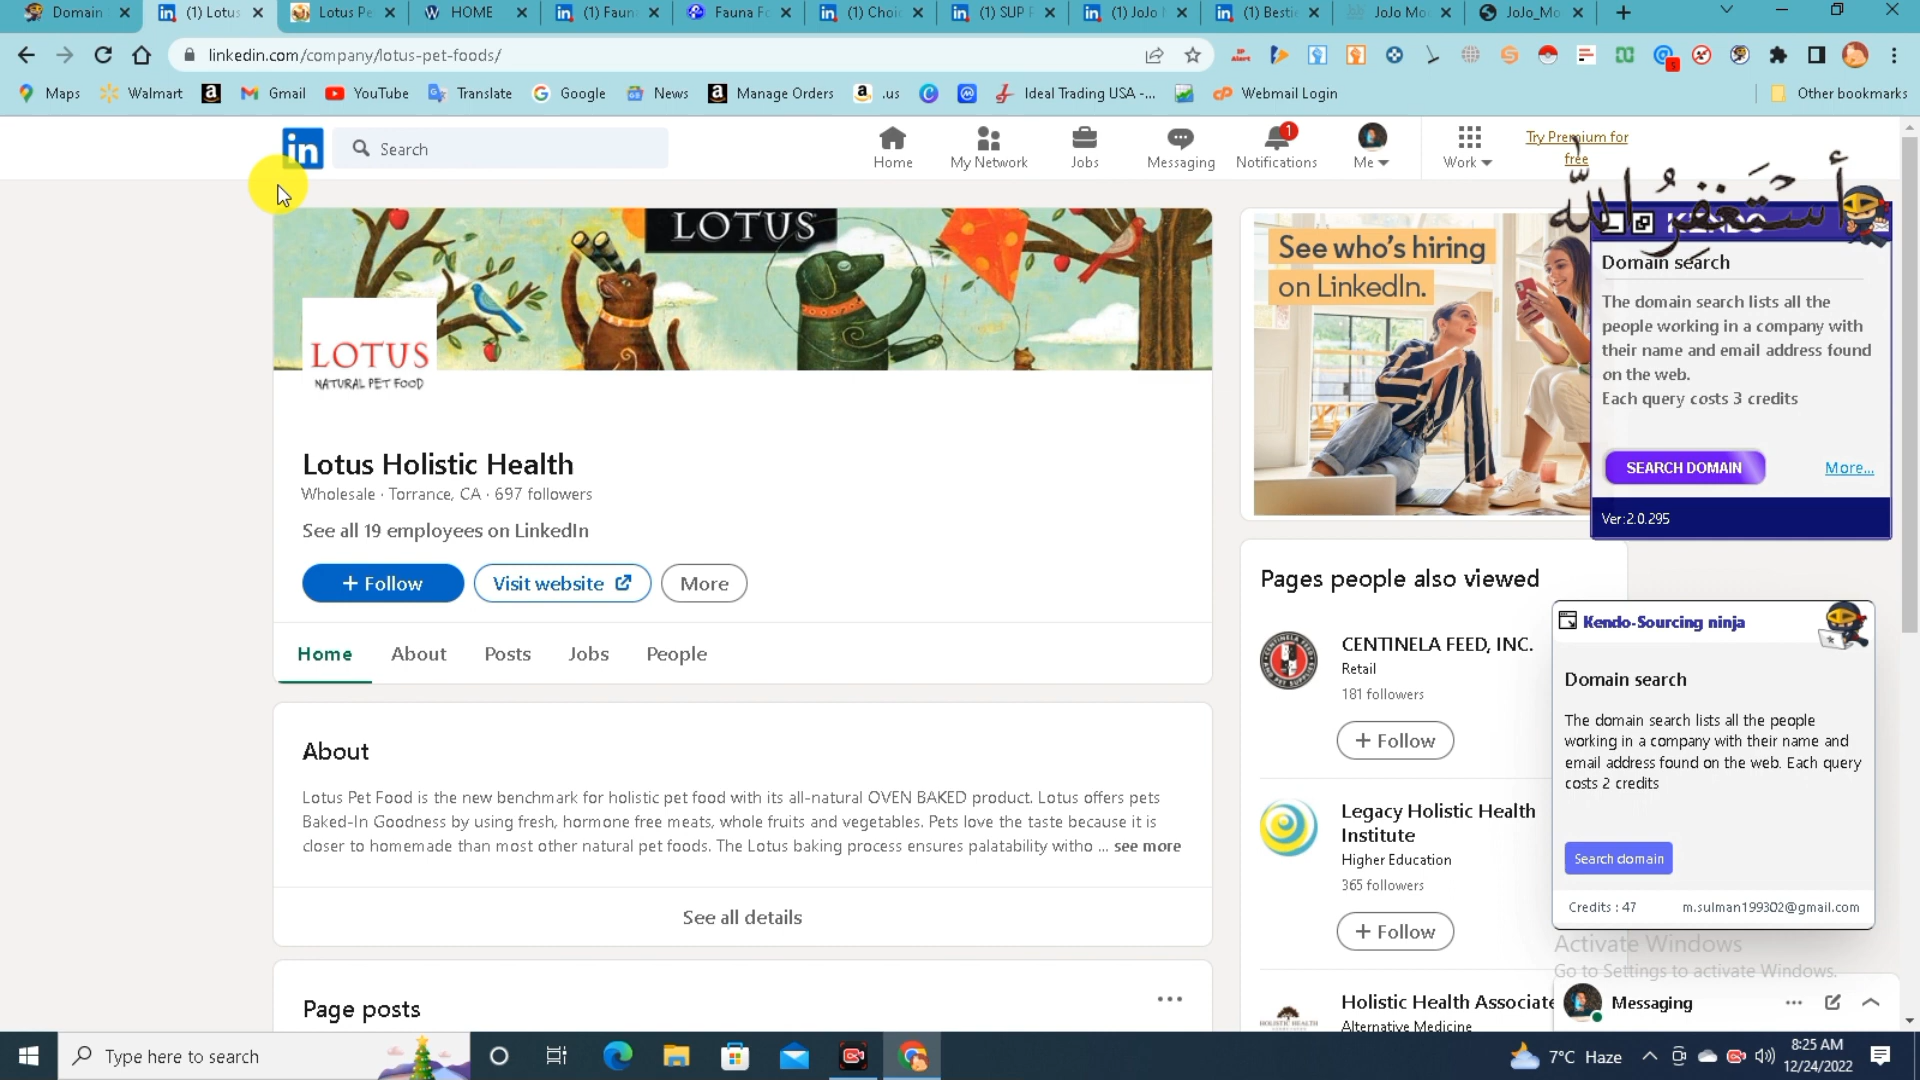 Domain
(1) Lotus
Lotus Pe
HOME
(1) Faun
Fauna Fo
(1) Choi
(1) SUP P
(1) JoJo
(1) Bestie
JoJo Mo
JoJo_Mo
linkedin.com/company/lotus-pet-foods/
Maps
Walmart
Gmail
YouTube
Translate
Google
News
Manage Orders
.us
Ideal Trading USA -...
Webmail Login
Other bookmarks
in
Search
Home
My Network
Jobs
Messaging
1
Notifications
Me
Work
Try Premium for
free
أَسْتَغْفِرُ اللّٰه
LOTUS
LOTUS
NATURAL PET FOOD
Lotus Holistic Health
Wholesale · Torrance, CA · 697 followers
See all 19 employees on LinkedIn
+ Follow
Visit website
More
Home
About
Posts
Jobs
People
About
Lotus Pet Food is the new benchmark for holistic pet food with its all-natural OVEN BAKED product. Lotus offers pets
Baked-In Goodness by using fresh, hormone free meats, whole fruits and vegetables. Pets love the taste because it is
closer to homemade than most other natural pet foods. The Lotus baking process ensures palatability witho ... see more
See all details
Page posts
See who's hiring
on LinkedIn.
Pages people also viewed
CENTINELA FEED, INC.
Retail
181 followers
+ Follow
Legacy Holistic Health
Institute
Higher Education
365 followers
+ Follow
Holistic Health Associate
Alternative Medicine
KENDO
Domain search
The domain search lists all the
people working in a company with
their name and email address found
on the web.
Each query costs 3 credits
SEARCH DOMAIN
More...
Ver:2.0.295
Kendo-Sourcing ninja
Domain search
The domain search lists all the people
working in a company with their name and
email address found on the web. Each query
costs 2 credits
Search domain
Credits : 47
m.sulman199302@gmail.com
Activate Windows
Go to Settings to activate Windows.
Messaging
Type here to search
7°C Haze
8:25 AM
12/24/2022